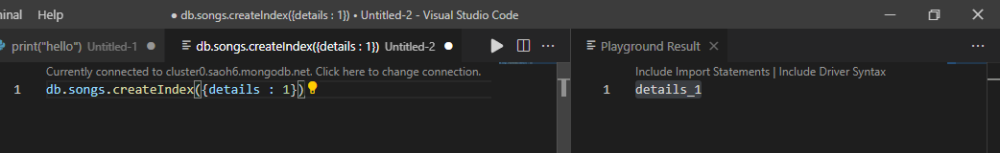 ninal Help ● db.songs.createIndex({details : 1}) • Untitled-2 - Visual Studio Code
print("hello") Untitled-1 ● db.songs.createIndex({details : 1}) Untitled-2 ● ··· Playground Result ···
Currently connected to cluster0.saoh6.mongodb.net. Click here to change connection. Include Import Statements | Include Driver Syntax
1 db.songs.createIndex({details : 1}) 1 details_1